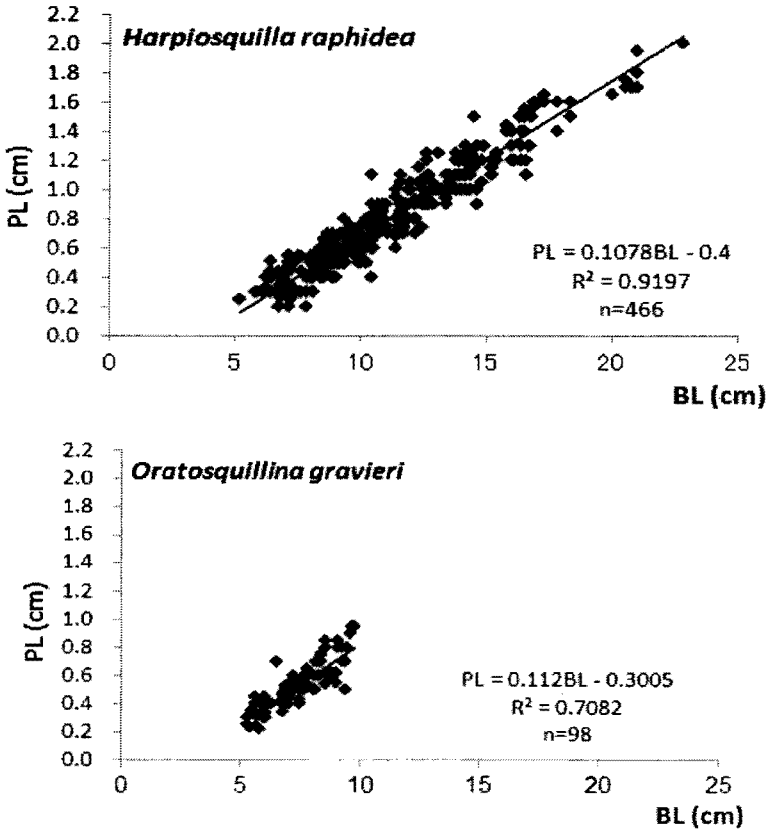 Harpiosquilla raphidea
PL (cm)
2.2
2.0
1.8
1.6
1.4
1.2
1.0
0.8
0.6
0.4
0.2
0.0
PL = 0.1078BL - 0.4
R² = 0.9197
n=466
0 5 10 15 20 25
BL (cm)
Oratosquillina gravieri
PL (cm)
2.2
2.0
1.8
1.6
1.4
1.2
1.0
0.8
0.6
0.4
0.2
0.0
PL = 0.112BL - 0.3005
R² = 0.7082
n=98
0 5 10 15 20 25
BL (cm)